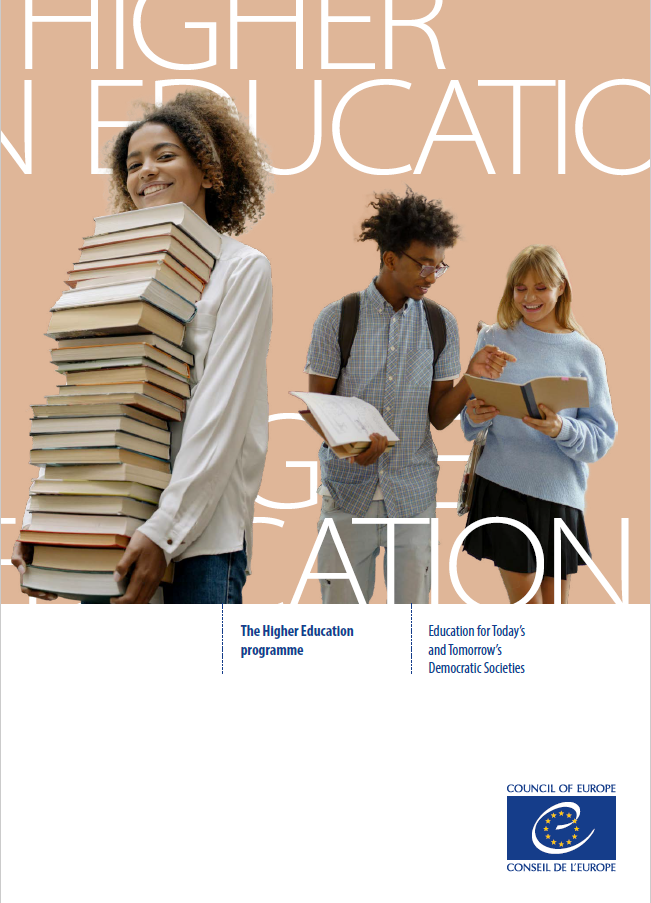 HIGHER
N EDUCATIO
G E
CATION
The Higher Education
programme
Education for Today's
and Tomorrow's
Democratic Societies
COUNCIL OF EUROPE
CONSEIL DE L'EUROPE